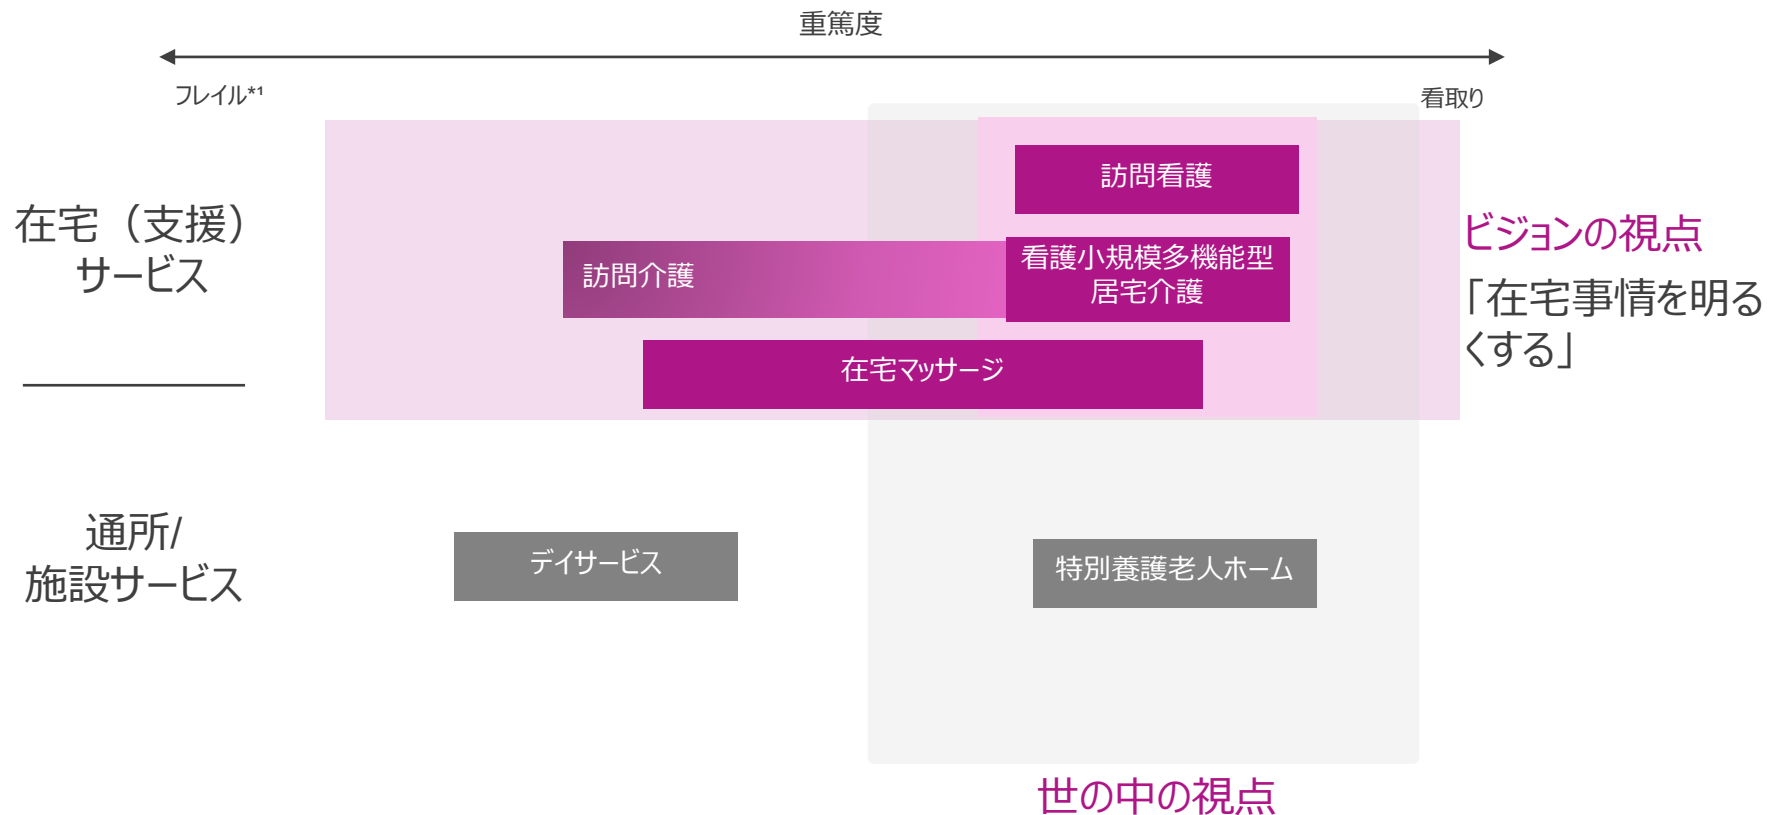 重篤度
フレイル*¹
看取り
在宅（支援）
サービス
訪問看護
訪問介護
看護小規模多機能型
居宅介護
在宅マッサージ
ビジョンの視点
「在宅事情を明る
くする」
通所/
施設サービス
デイサービス
特別養護老人ホーム
世の中の視点